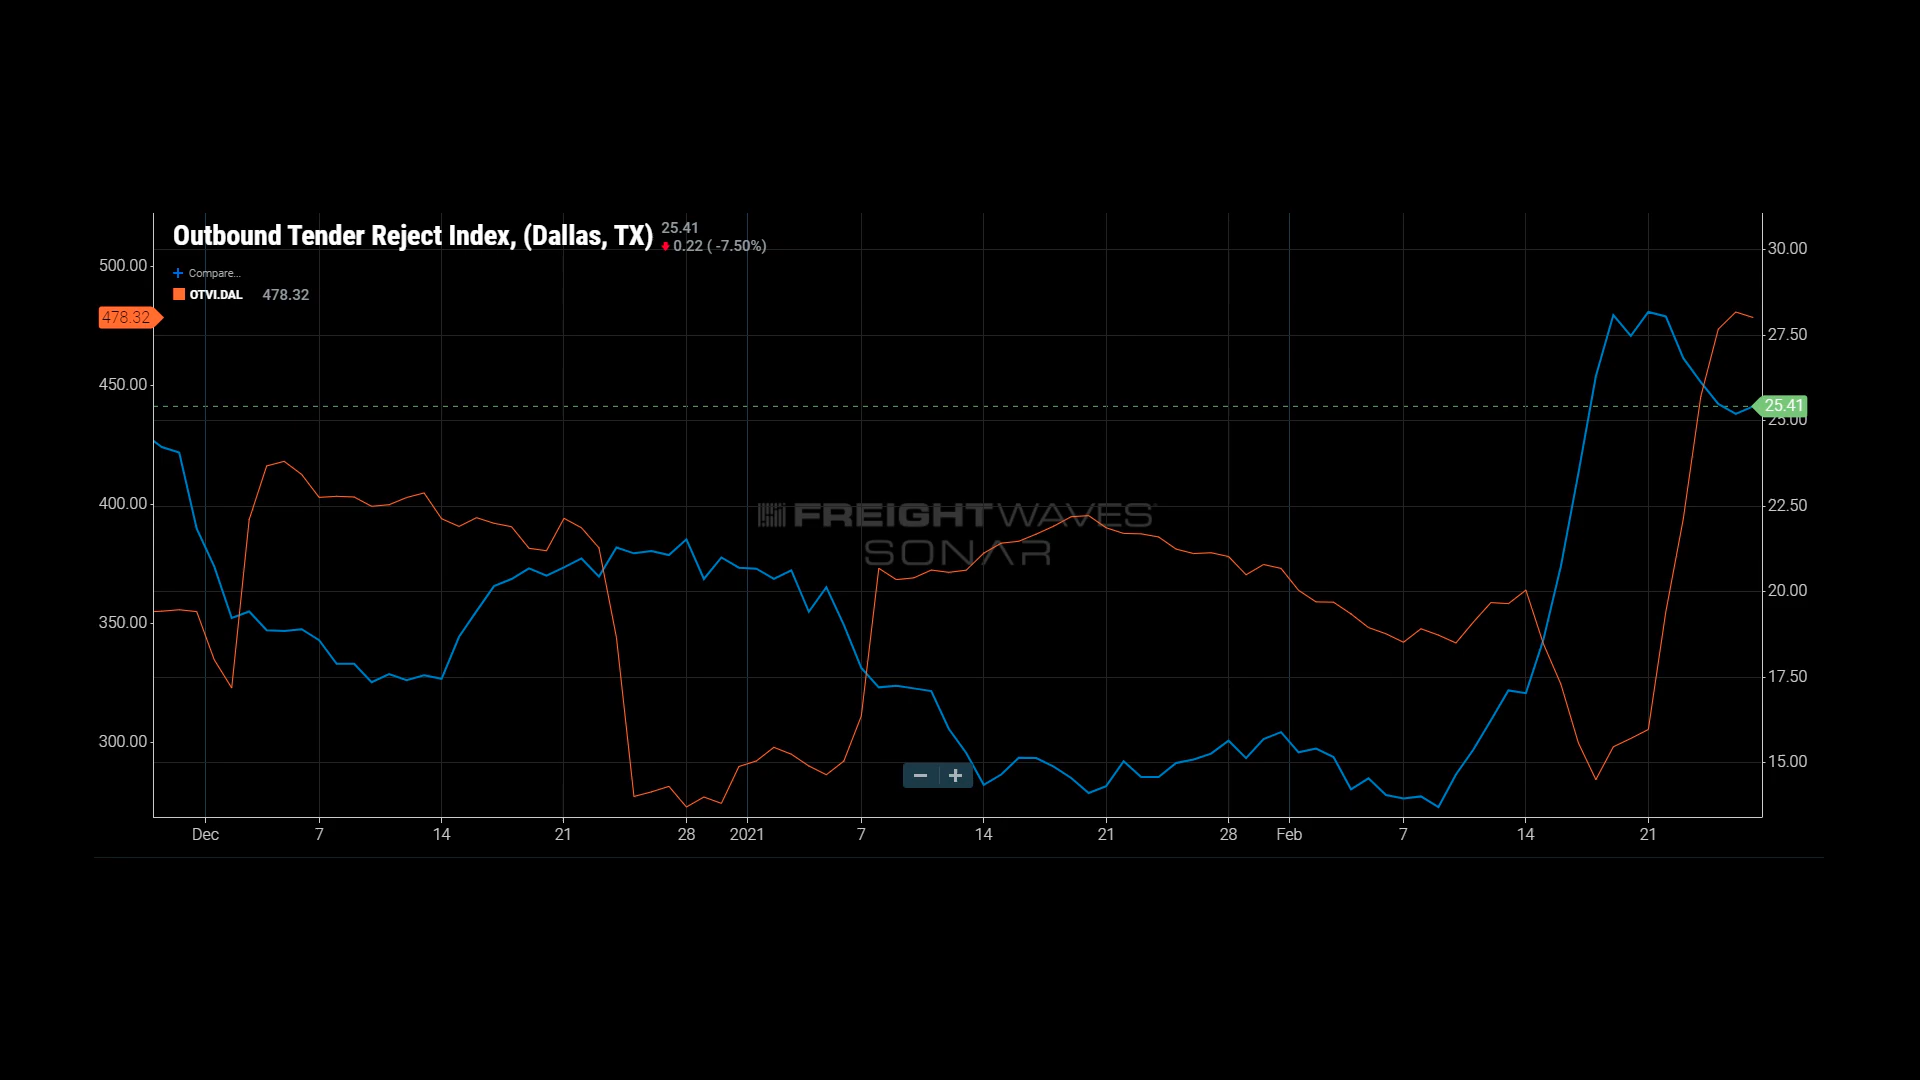 Outbound Tender Reject Index, (Dallas, TX) 25.41
0.22 ( -7.50%)
+ Compare...
OTVI.DAL 478.32
500.00
478.32
450.00
400.00
350.00
300.00
30.00
27.50
25.41
25.00
22.50
20.00
17.50
15.00
FREIGHTWAVES
SONAR
− +
Dec 7 14 21 28 2021 7 14 21 28 Feb 7 14 21